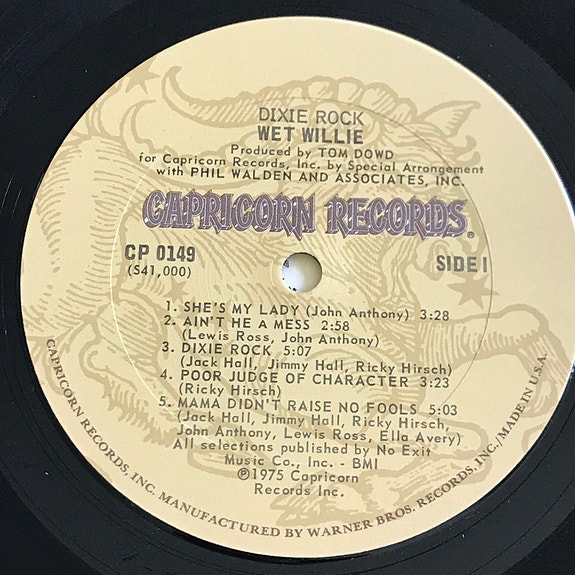 DIXIE ROCK
WET WILLIE
Produced by TOM DOWD
for Capricorn Records, Inc. by Special Arrangement
with PHIL WALDEN AND ASSOCIATES, INC.
CAPRICORN RECORDS®
CP 0149
(S41,000)
SIDE I
1. SHE'S MY LADY (John Anthony) 3:28
2. AIN'T HE A MESS 2:58
(Lewis Ross, John Anthony)
3. DIXIE ROCK 5:07
(Jack Hall, Jimmy Hall, Ricky Hirsch)
4. POOR JUDGE OF CHARACTER 3:23
(Ricky Hirsch)
5. MAMA DIDN'T RAISE NO FOOLS 5:03
(Jack Hall, Jimmy Hall, Ricky Hirsch,
John Anthony, Lewis Ross, Ella Avery)
All selections published by No Exit
Music Co., Inc. - BMI
℗1975 Capricorn
Records Inc.
CAPRICORN RECORDS, INC. MANUFACTURED BY WARNER BROS. RECORDS, INC./MADE IN U.S.A.